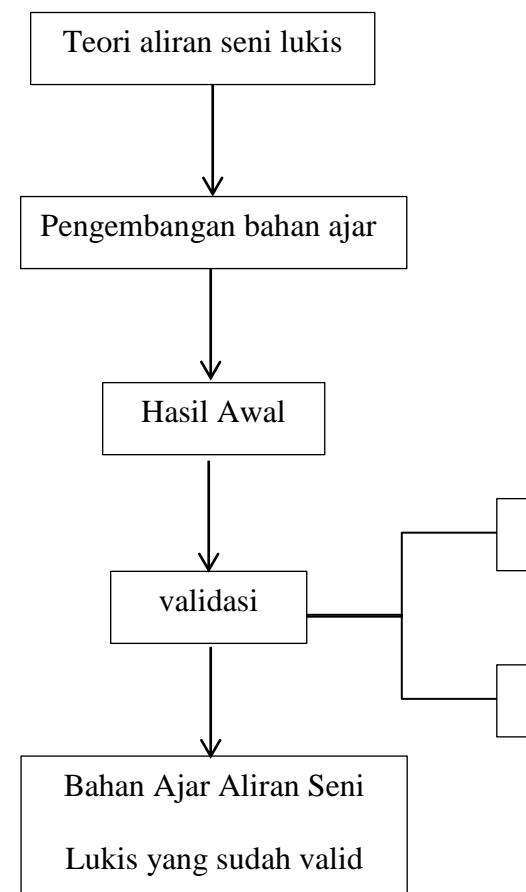 Teori aliran seni lukis
Pengembangan bahan ajar
Hasil Awal
validasi
Bahan Ajar Aliran Seni
Lukis yang sudah valid